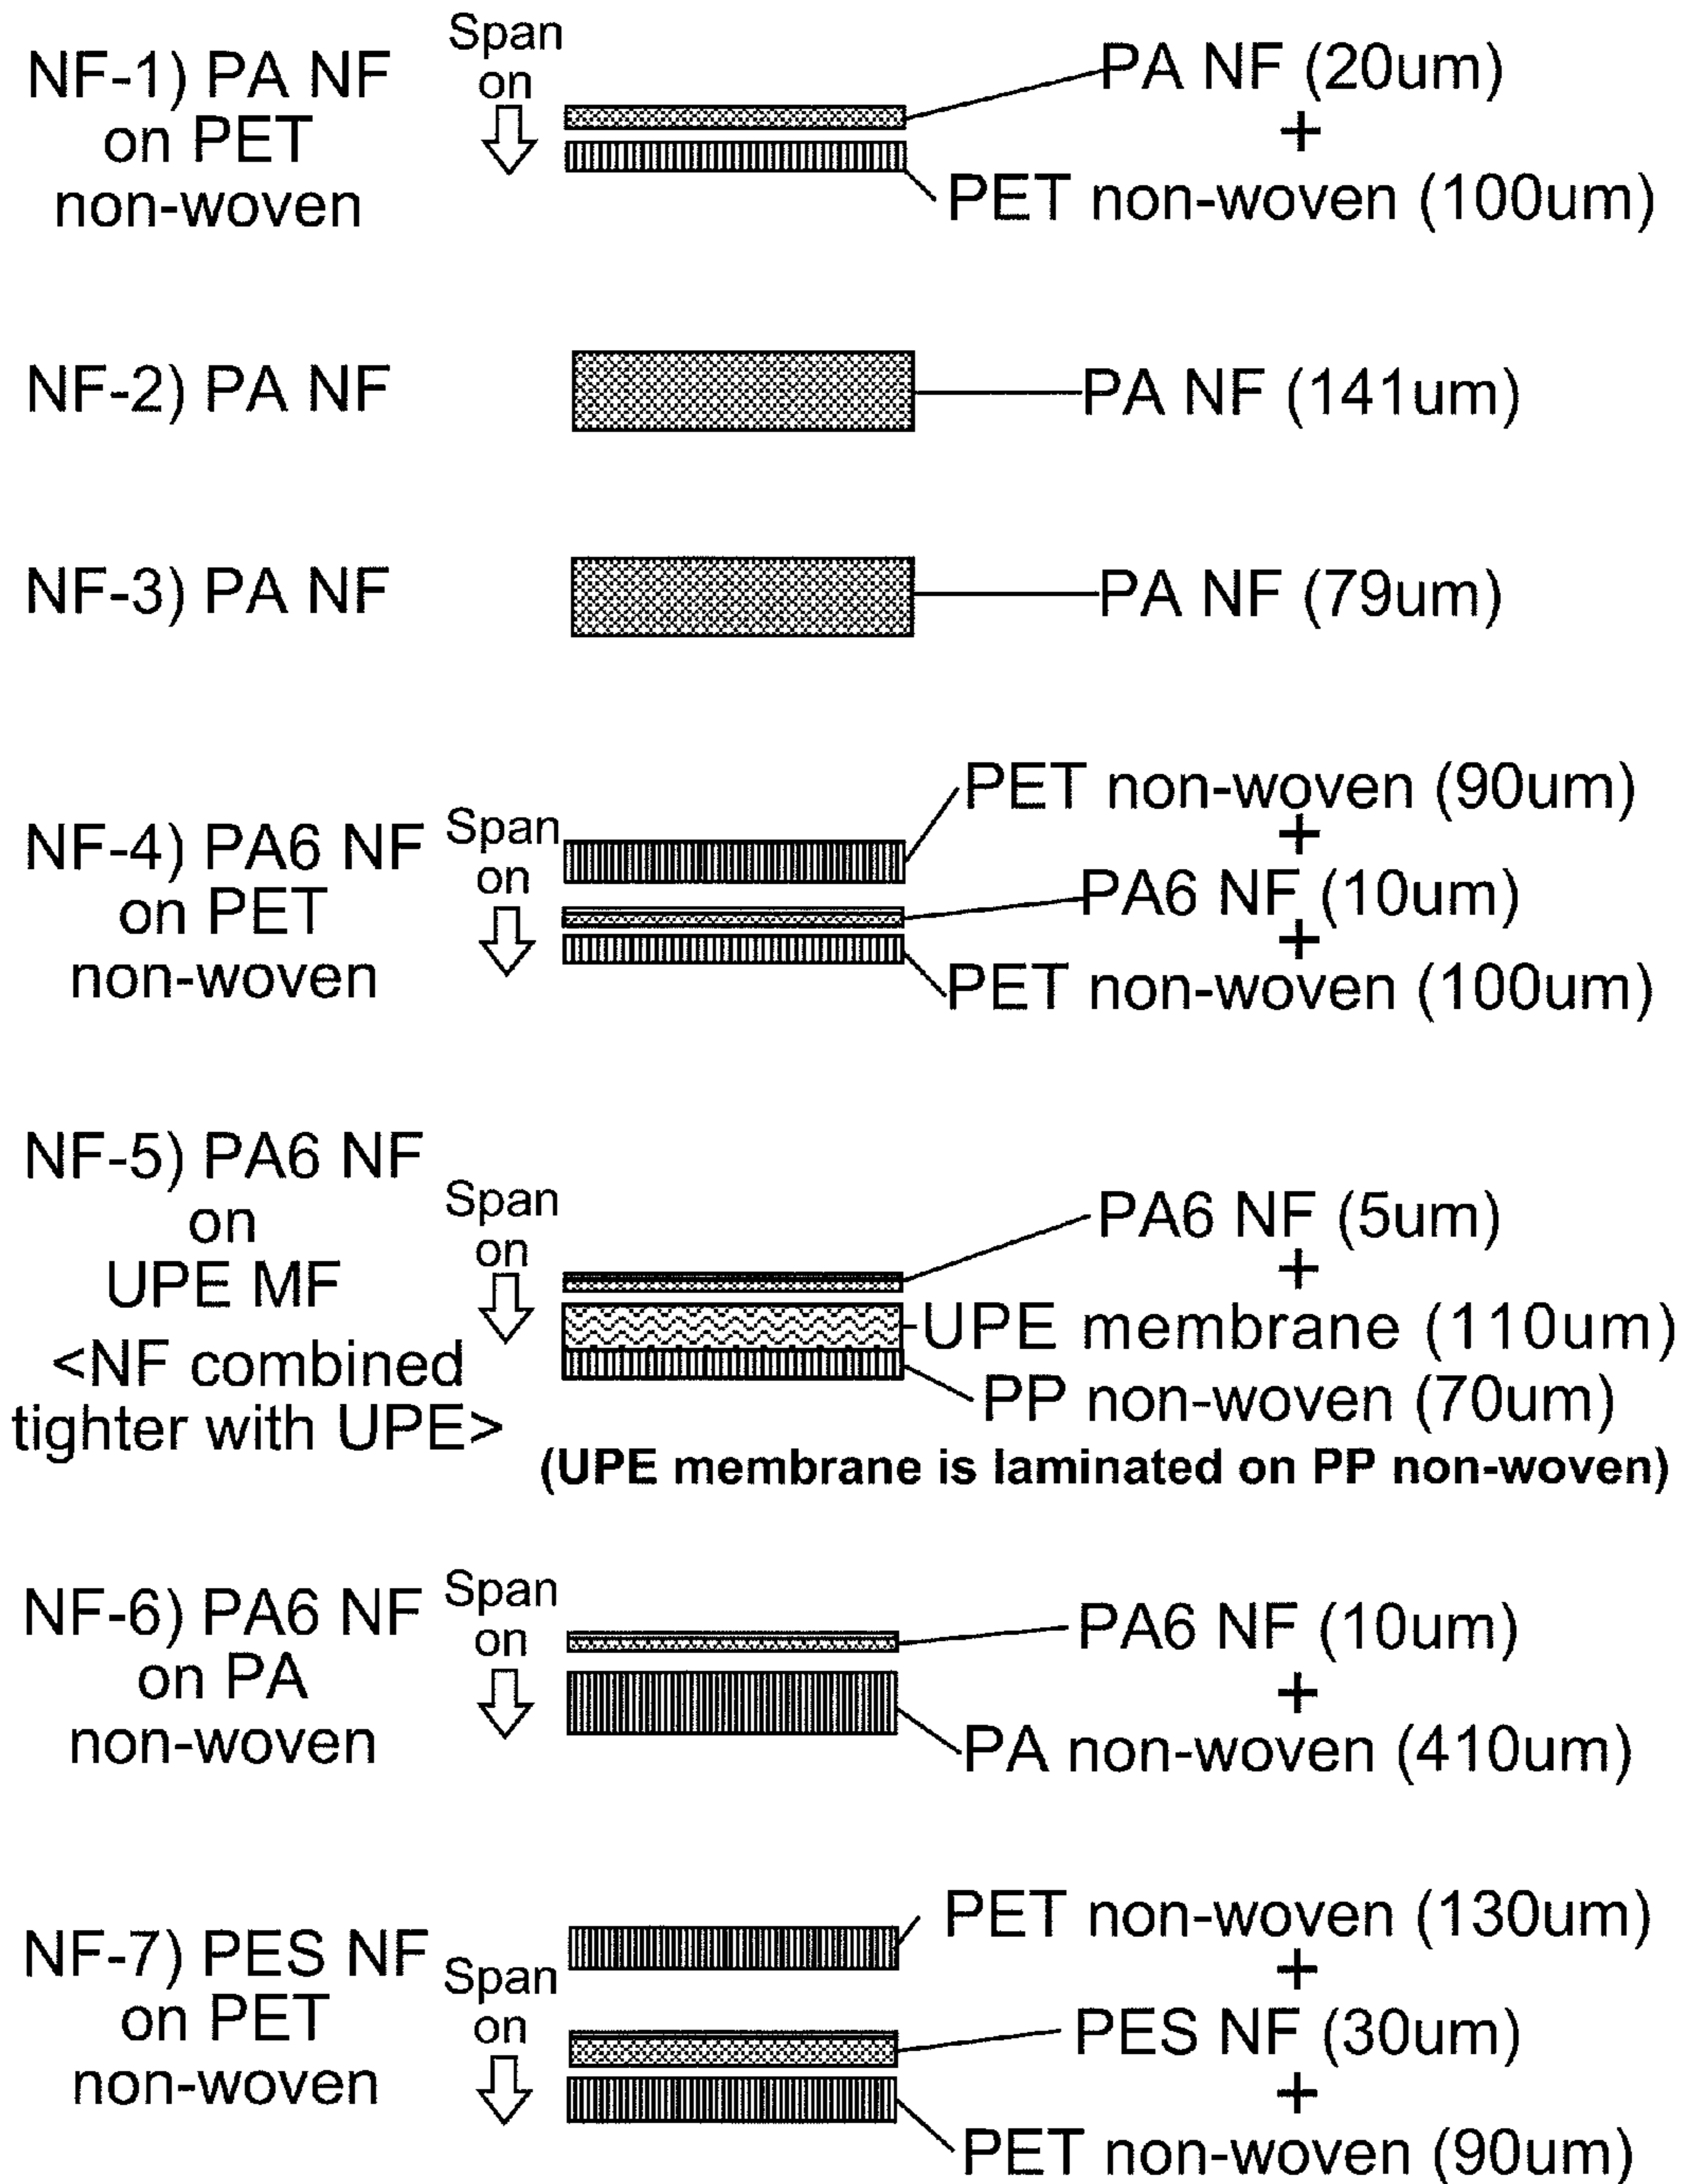 NF-1) PA NF
on PET
non-woven
Span
on
PA NF (20um)
+
PET non-woven (100um)
NF-2) PA NF
PA NF (141um)
NF-3) PA NF
PA NF (79um)
NF-4) PA6 NF
on PET
non-woven
Span
on
PET non-woven (90um)
+
PA6 NF (10um)
+
PET non-woven (100um)
NF-5) PA6 NF
on
UPE MF
<NF combined
tighter with UPE>
Span
on
PA6 NF (5um)
+
UPE membrane (110um)
PP non-woven (70um)
(UPE membrane is laminated on PP non-woven)
NF-6) PA6 NF
on PA
non-woven
Span
on
PA6 NF (10um)
+
PA non-woven (410um)
NF-7) PES NF
on PET
non-woven
Span
on
PET non-woven (130um)
+
PES NF (30um)
+
PET non-woven (90um)